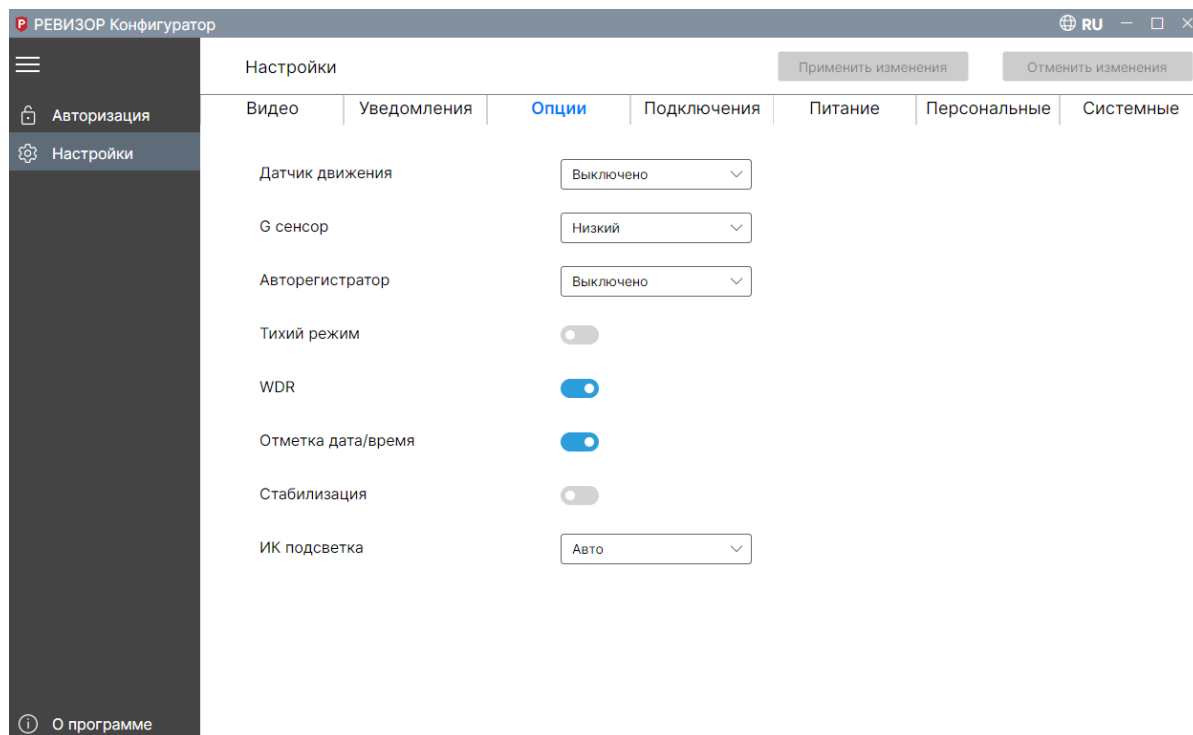 РЕВИЗОР Конфигуратор
RU
Настройки
Применить изменения
Отменить изменения
Авторизация
Настройки
Видео
Уведомления
Опции
Подключения
Питание
Персональные
Системные
Датчик движения
Выключено
G сенсор
Низкий
Авторегистратор
Выключено
Тихий режим
WDR
Отметка дата/время
Стабилизация
ИК подсветка
Авто
О программе